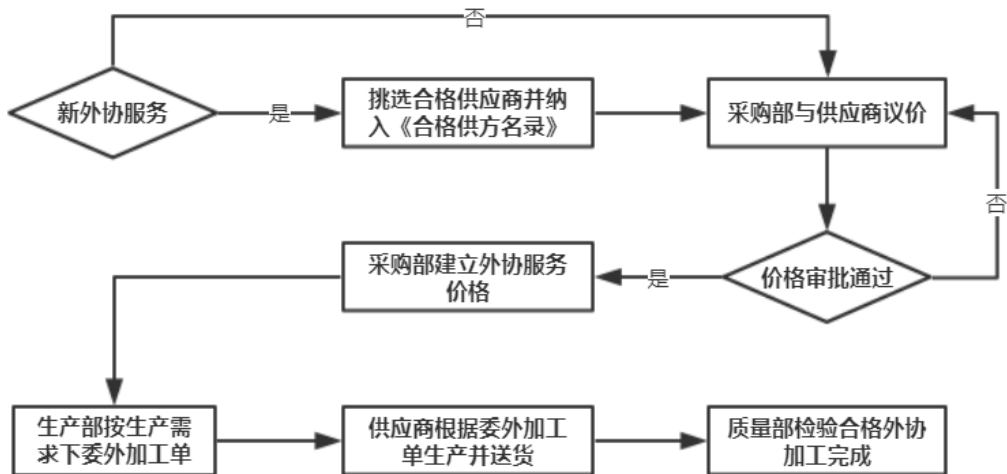 否
新外协服务
是
挑选合格供应商并纳
入《合格供方名录》
采购部与供应商议价
否
采购部建立外协服务
价格
是
价格审批通过
生产部按生产需
求下委外加工单
供应商根据委外加工
单生产并送货
质量部检验合格外协
加工完成